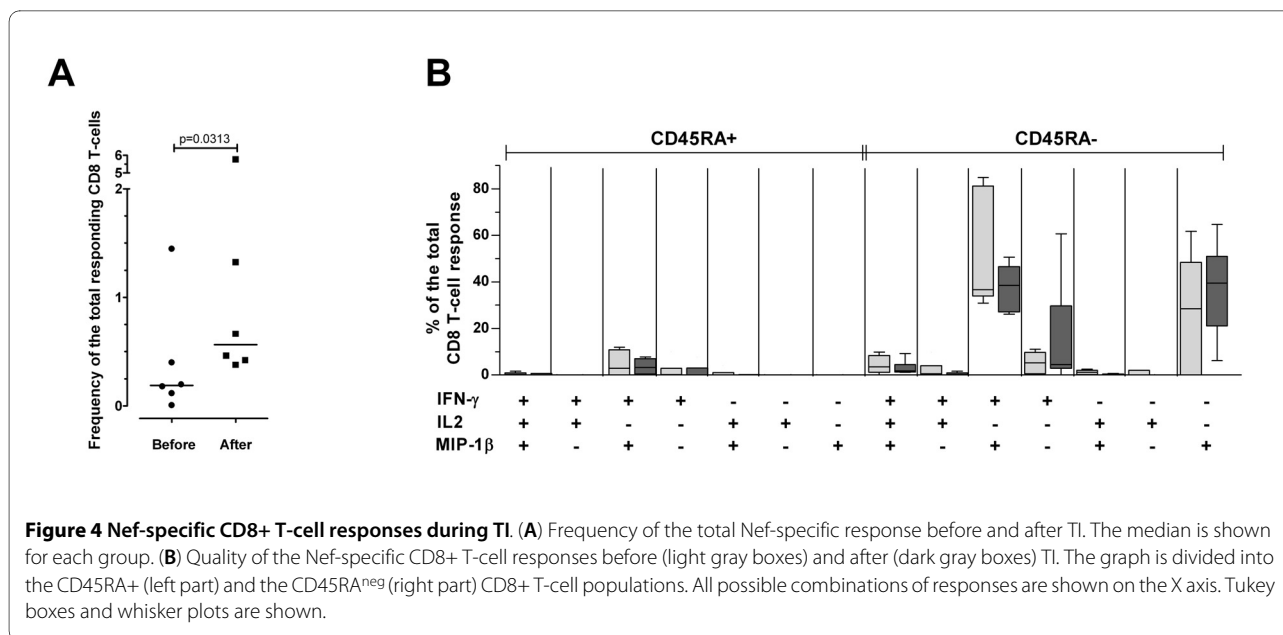 A
B
p=0.0313
Frequency of the total responding CD8 T-cells
6
5
2
1
0
Before After
CD45RA+ CD45RA-
% of the total
CD8 T-cell response
80
60
40
20
0
IFN-γ + + + + - - - + + + + - - -
IL2 + + - - + + - + + - - + + -
MIP-1β + - + - + - + + - + - + - +
Figure 4 Nef-specific CD8+ T-cell responses during TI. (A) Frequency of the total Nef-specific response before and after TI. The median is shown
for each group. (B) Quality of the Nef-specific CD8+ T-cell responses before (light gray boxes) and after (dark gray boxes) TI. The graph is divided into
the CD45RA+ (left part) and the CD45RAneg (right part) CD8+ T-cell populations. All possible combinations of responses are shown on the X axis. Tukey
boxes and whisker plots are shown.